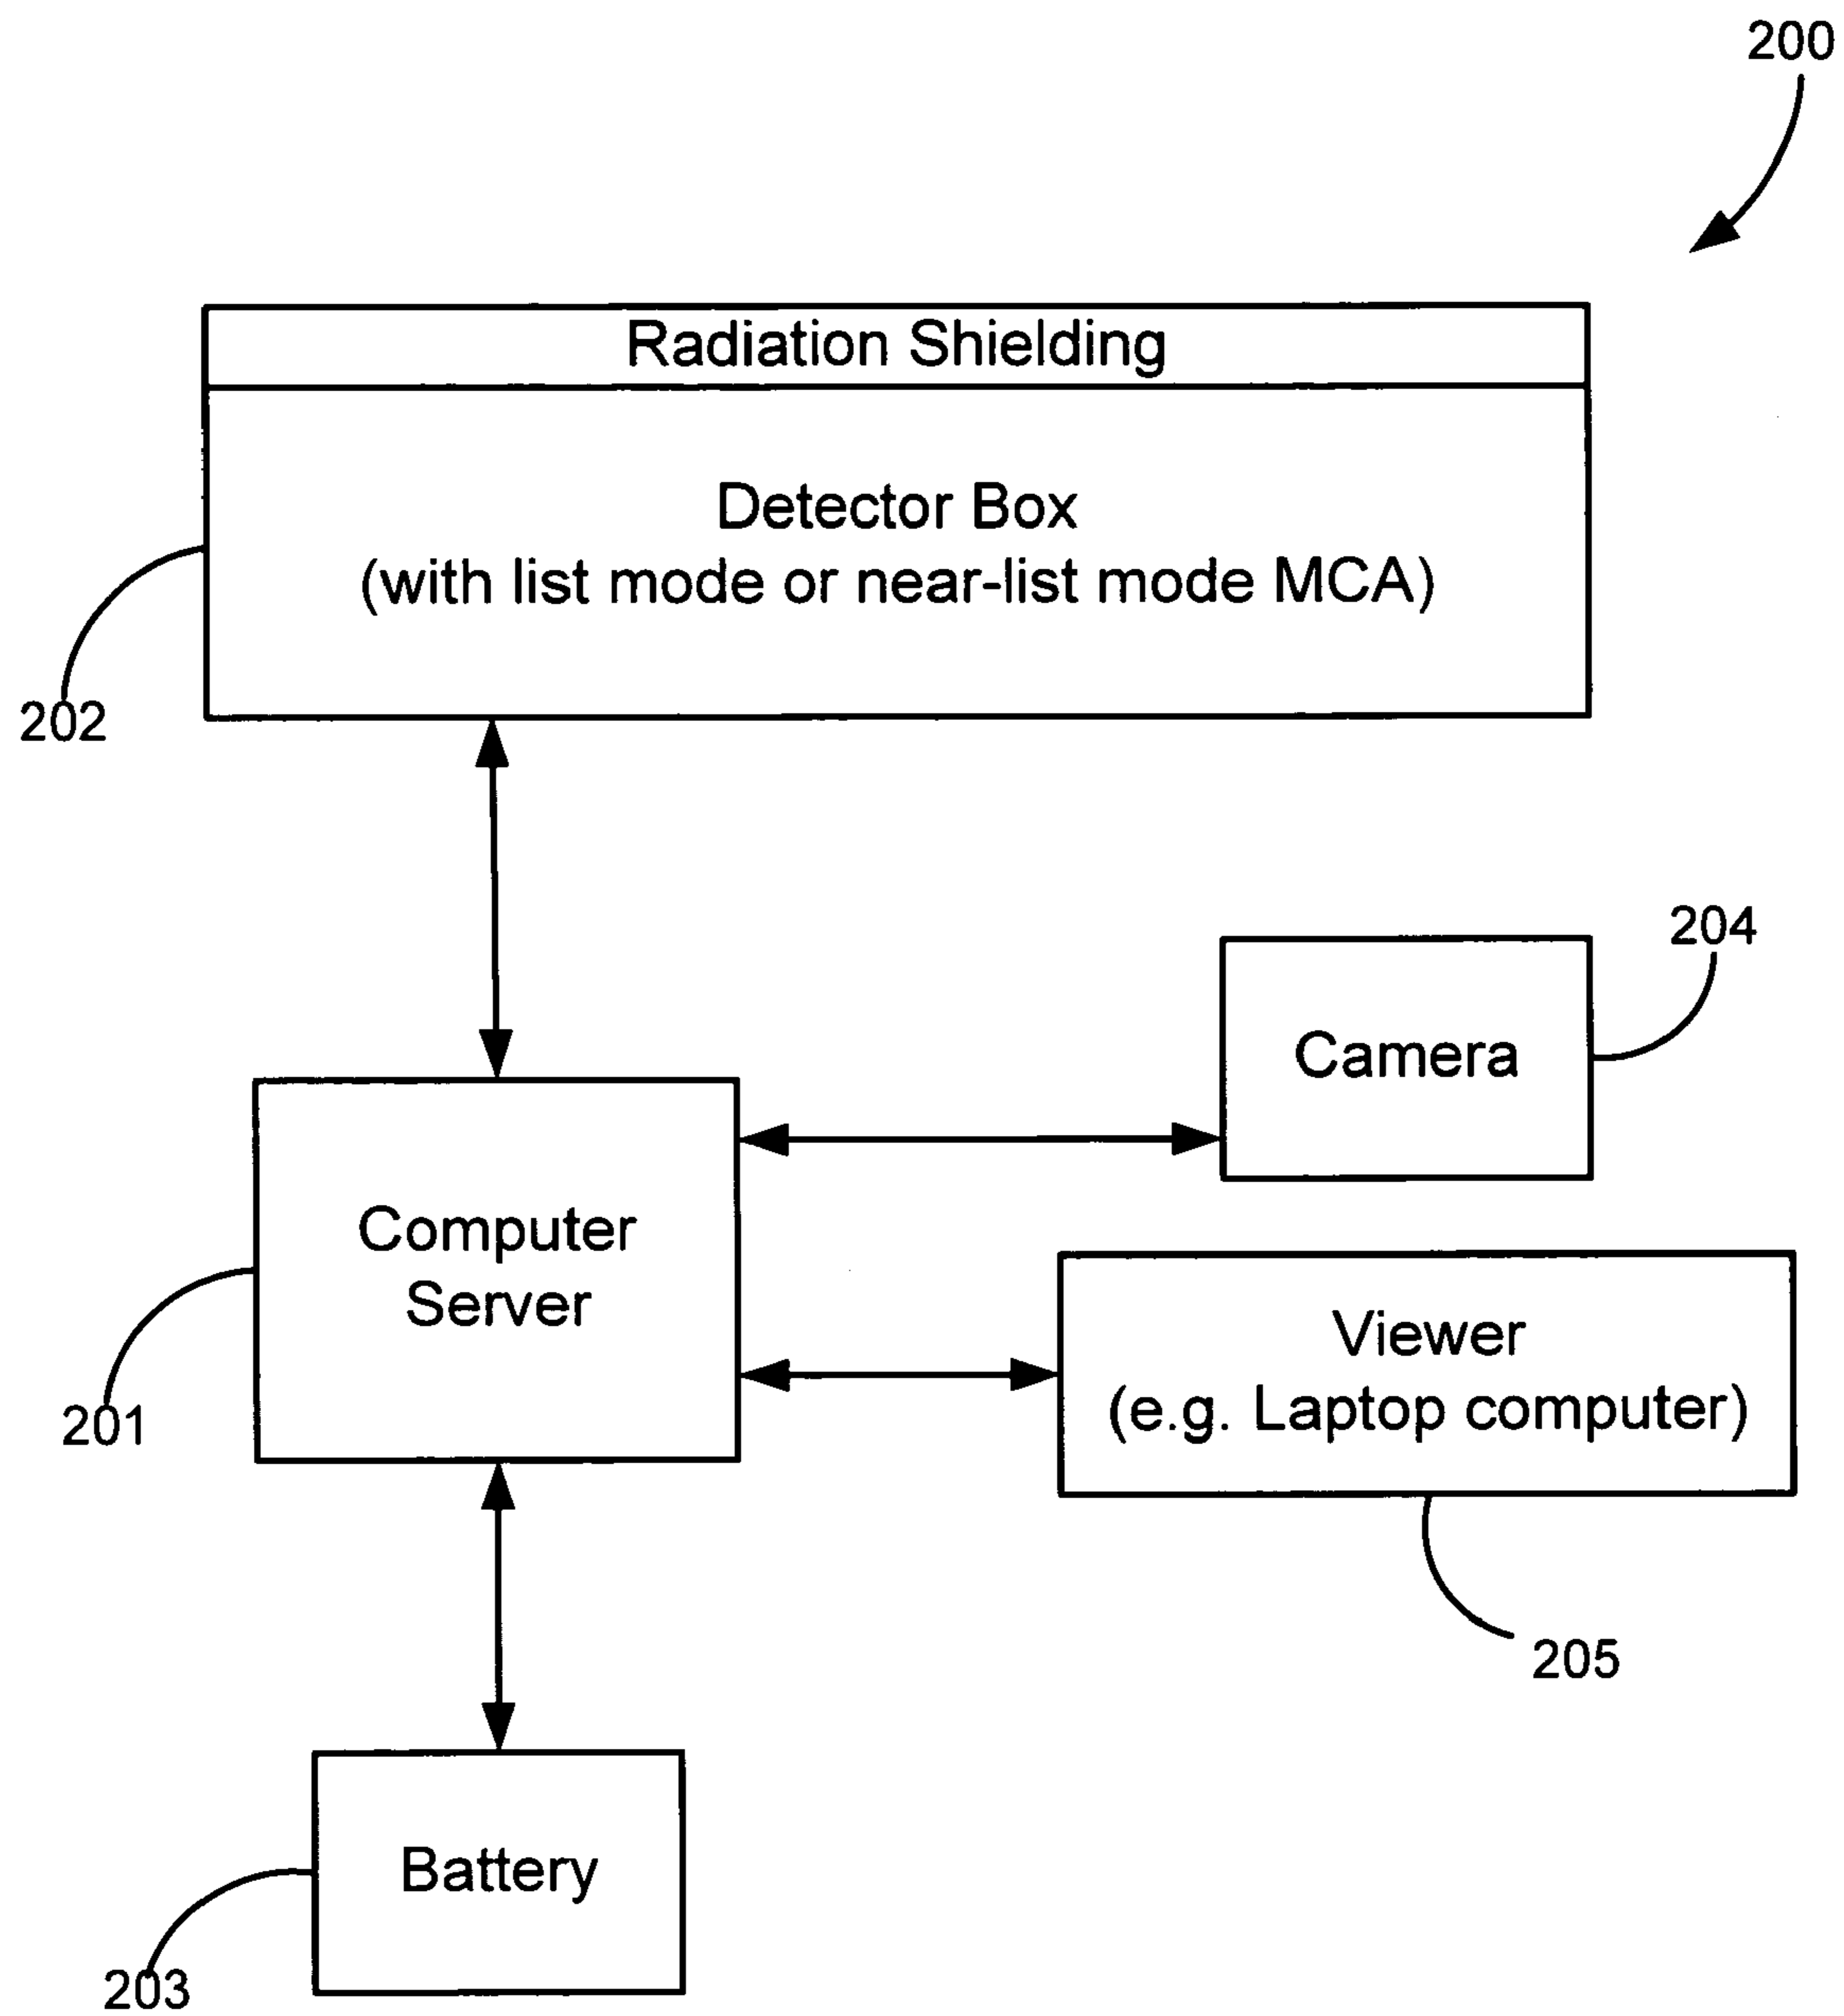 200
Radiation Shielding
Detector Box
(with list mode or near-list mode MCA)
202
204
Camera
Computer
Server
201
Viewer
(e.g. Laptop computer)
205
Battery
203